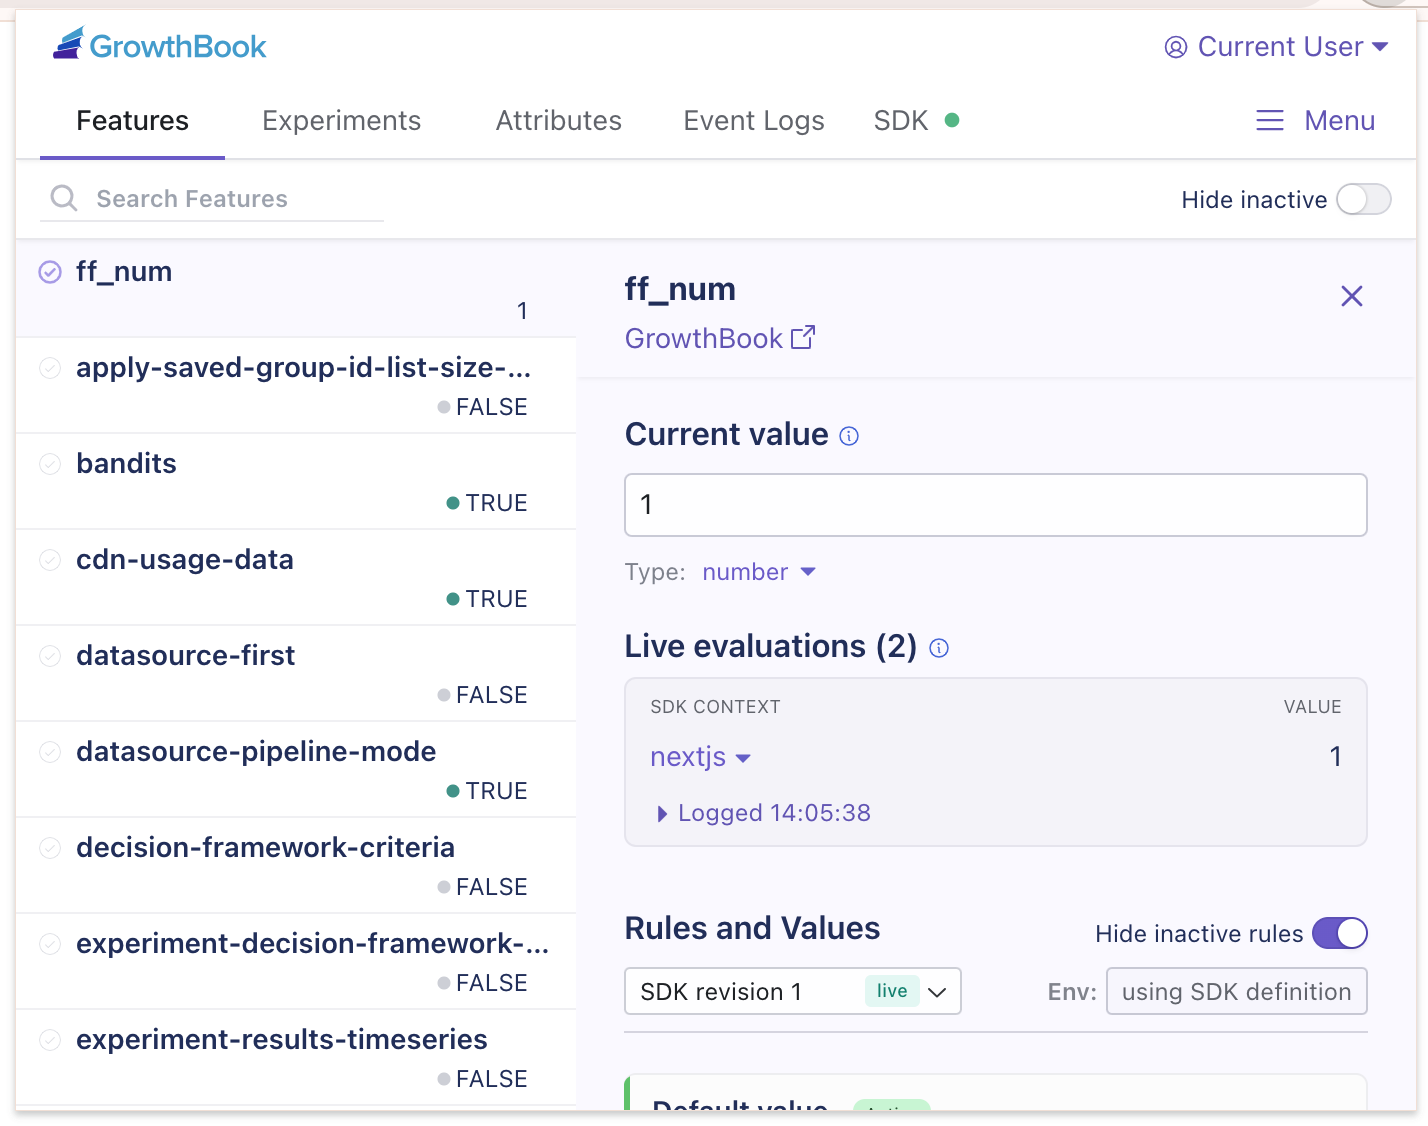 GrowthBook
Current User
Features Experiments Attributes Event Logs SDK Menu
Search Features
Hide inactive
ff_num
1
apply-saved-group-id-list-size-...
FALSE
bandits
TRUE
cdn-usage-data
TRUE
datasource-first
FALSE
datasource-pipeline-mode
TRUE
decision-framework-criteria
FALSE
experiment-decision-framework-...
FALSE
experiment-results-timeseries
FALSE
ff_num
GrowthBook
Current value
1
Type: number
Live evaluations (2)
SDK CONTEXT VALUE
nextjs 1
Logged 14:05:38
Rules and Values
Hide inactive rules
SDK revision 1 live
Env: using SDK definition
Default value